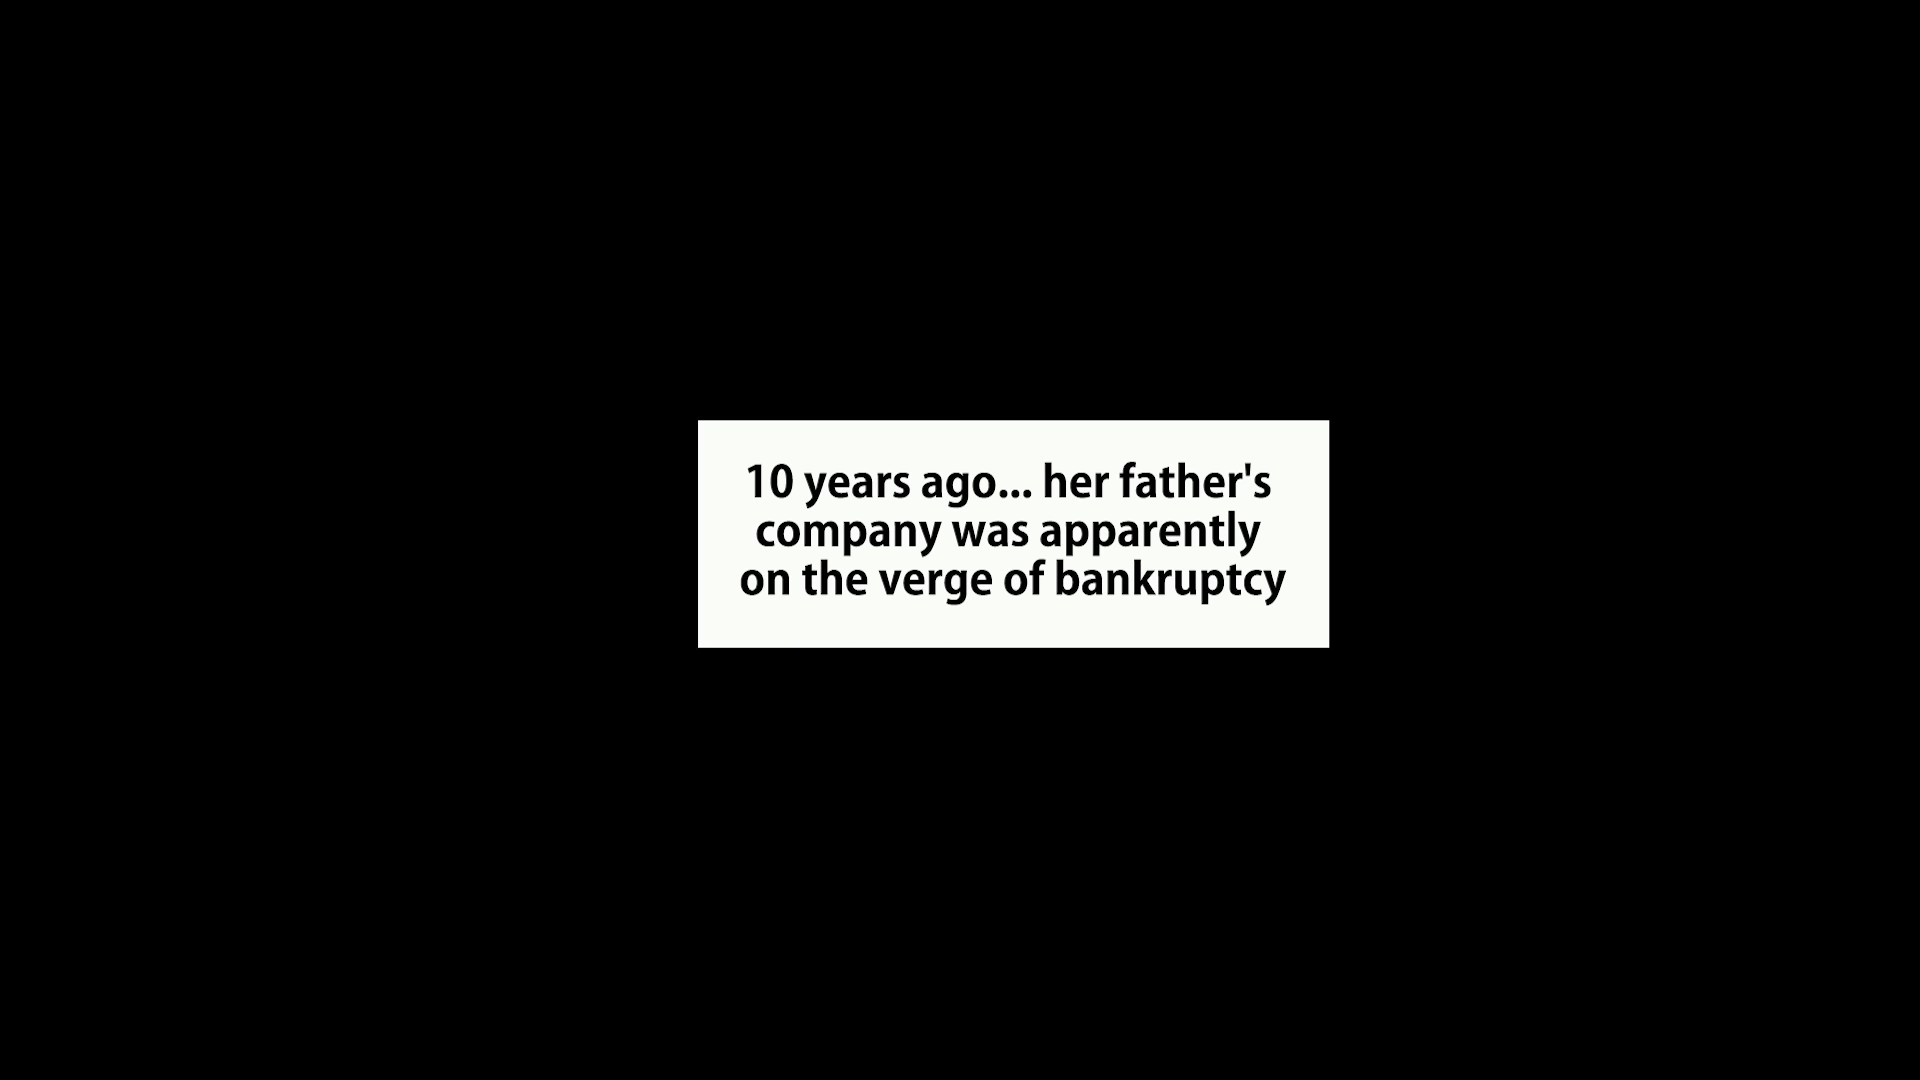 10 years ago... her father's
company was apparently
on the verge of bankruptcy